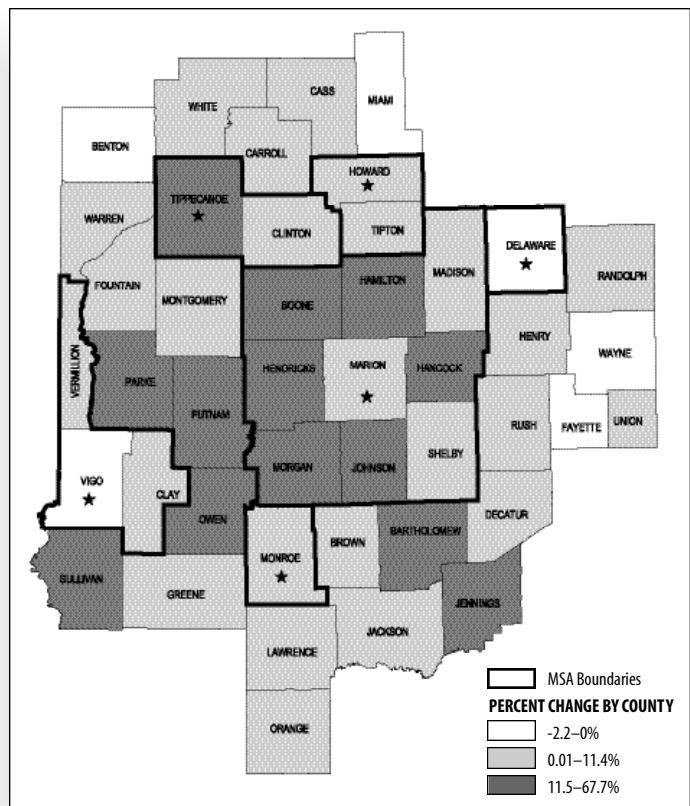 CASS
MIAMI
WHITE
BENTON
CARROLL
HOWARD
TIPPECANOE
WARREN
CLINTON
TIPTON
DELAWARE
MADISON
RANDOLPH
FOUNTAIN
MONTGOMERY
BOONE
HAMILTON
HENRY
WAYNE
VERMILLION
PARKE
HENDRICKS
MARION
HANCOCK
PUTNAM
RUSH
FAYETTE
UNION
SHELBY
MORGAN
JOHNSON
VIGO
CLAY
OWEN
DECATUR
BARTHOLOMEW
BROWN
MONROE
SULLIVAN
GREENE
JENNINGS
JACKSON
LAWRENCE
ORANGE
MSA Boundaries
PERCENT CHANGE BY COUNTY
-2.2–0%
0.01–11.4%
11.5–67.7%